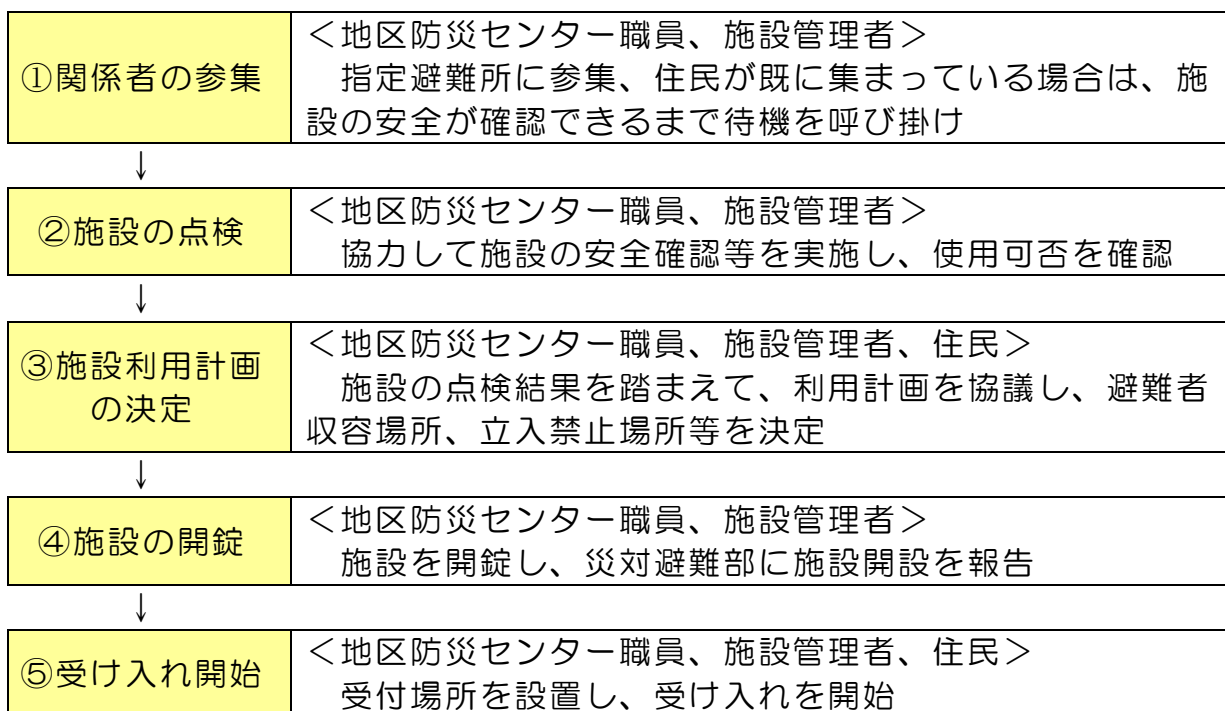 ①関係者の参集
＜地区防災センター職員、施設管理者＞
　指定避難所に参集、住民が既に集まっている場合は、施
設の安全が確認できるまで待機を呼び掛け
↓
②施設の点検
＜地区防災センター職員、施設管理者＞
　協力して施設の安全確認等を実施し、使用可否を確認
↓
③施設利用計画
の決定
＜地区防災センター職員、施設管理者、住民＞
　施設の点検結果を踏まえて、利用計画を協議し、避難者
収容場所、立入禁止場所等を決定
↓
④施設の開錠
＜地区防災センター職員、施設管理者＞
　施設を開錠し、災対避難部に施設開設を報告
↓
⑤受け入れ開始
＜地区防災センター職員、施設管理者、住民＞
　受付場所を設置し、受け入れを開始